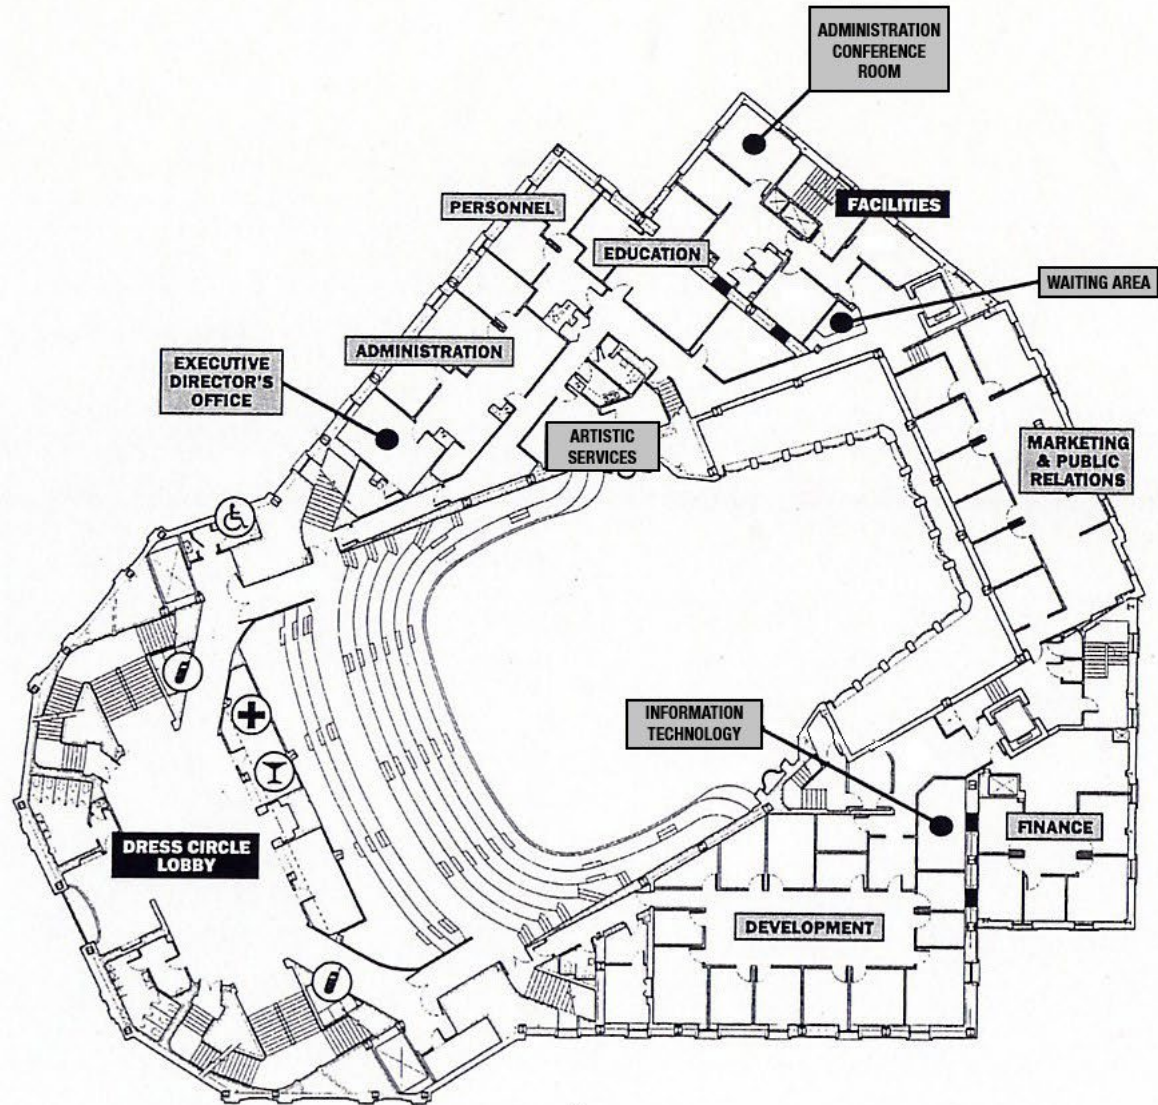 ADMINISTRATION
CONFERENCE
ROOM
PERSONNEL
FACILITIES
EDUCATION
WAITING AREA
ADMINISTRATION
EXECUTIVE
DIRECTOR'S
OFFICE
ARTISTIC
SERVICES
MARKETING
& PUBLIC
RELATIONS
INFORMATION
TECHNOLOGY
DRESS CIRCLE
LOBBY
FINANCE
DEVELOPMENT